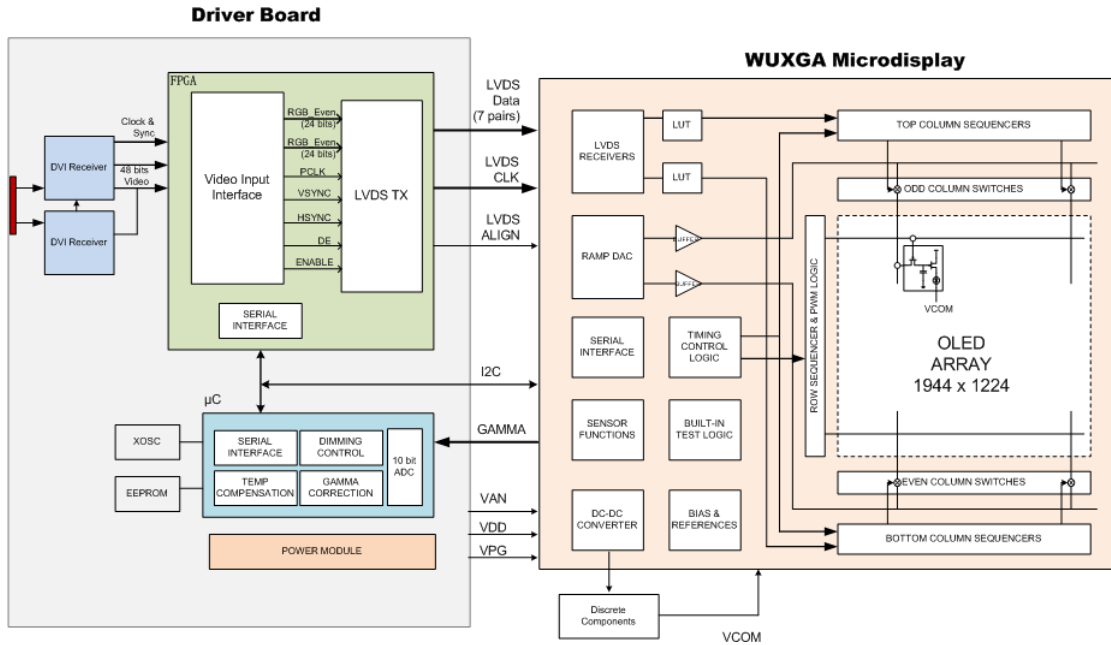 Driver Board
WUXGA Microdisplay
FPGA
Clock &
Sync
DVI Receiver
48 bits
Video
DVI Receiver
Video Input
Interface
RGB_Even
(24 bits)
RGB_Even
(24 bits)
PCLK
VSYNC
HSYNC
DE
ENABLE
LVDS TX
SERIAL
INTERFACE
LVDS
Data
(7 pairs)
LVDS
CLK
LVDS
ALIGN
I2C
µC
GAMMA
XOSC
EEPROM
SERIAL
INTERFACE
DIMMING
CONTROL
10 bit
ADC
TEMP
COMPENSATION
GAMMA
CORRECTION
POWER MODULE
VAN
VDD
VPG
LVDS
RECEIVERS
LUT
LUT
RAMP DAC
BUFFER
BUFFER
SERIAL
INTERFACE
TIMING
CONTROL
LOGIC
SENSOR
FUNCTIONS
BUILT-IN
TEST LOGIC
DC-DC
CONVERTER
BIAS &
REFERENCES
TOP COLUMN SEQUENCERS
ODD COLUMN SWITCHES
ROW SEQUENCER & PWM LOGIC
VCOM
OLED
ARRAY
1944 x 1224
EVEN COLUMN SWITCHES
BOTTOM COLUMN SEQUENCERS
Discrete
Components
VCOM